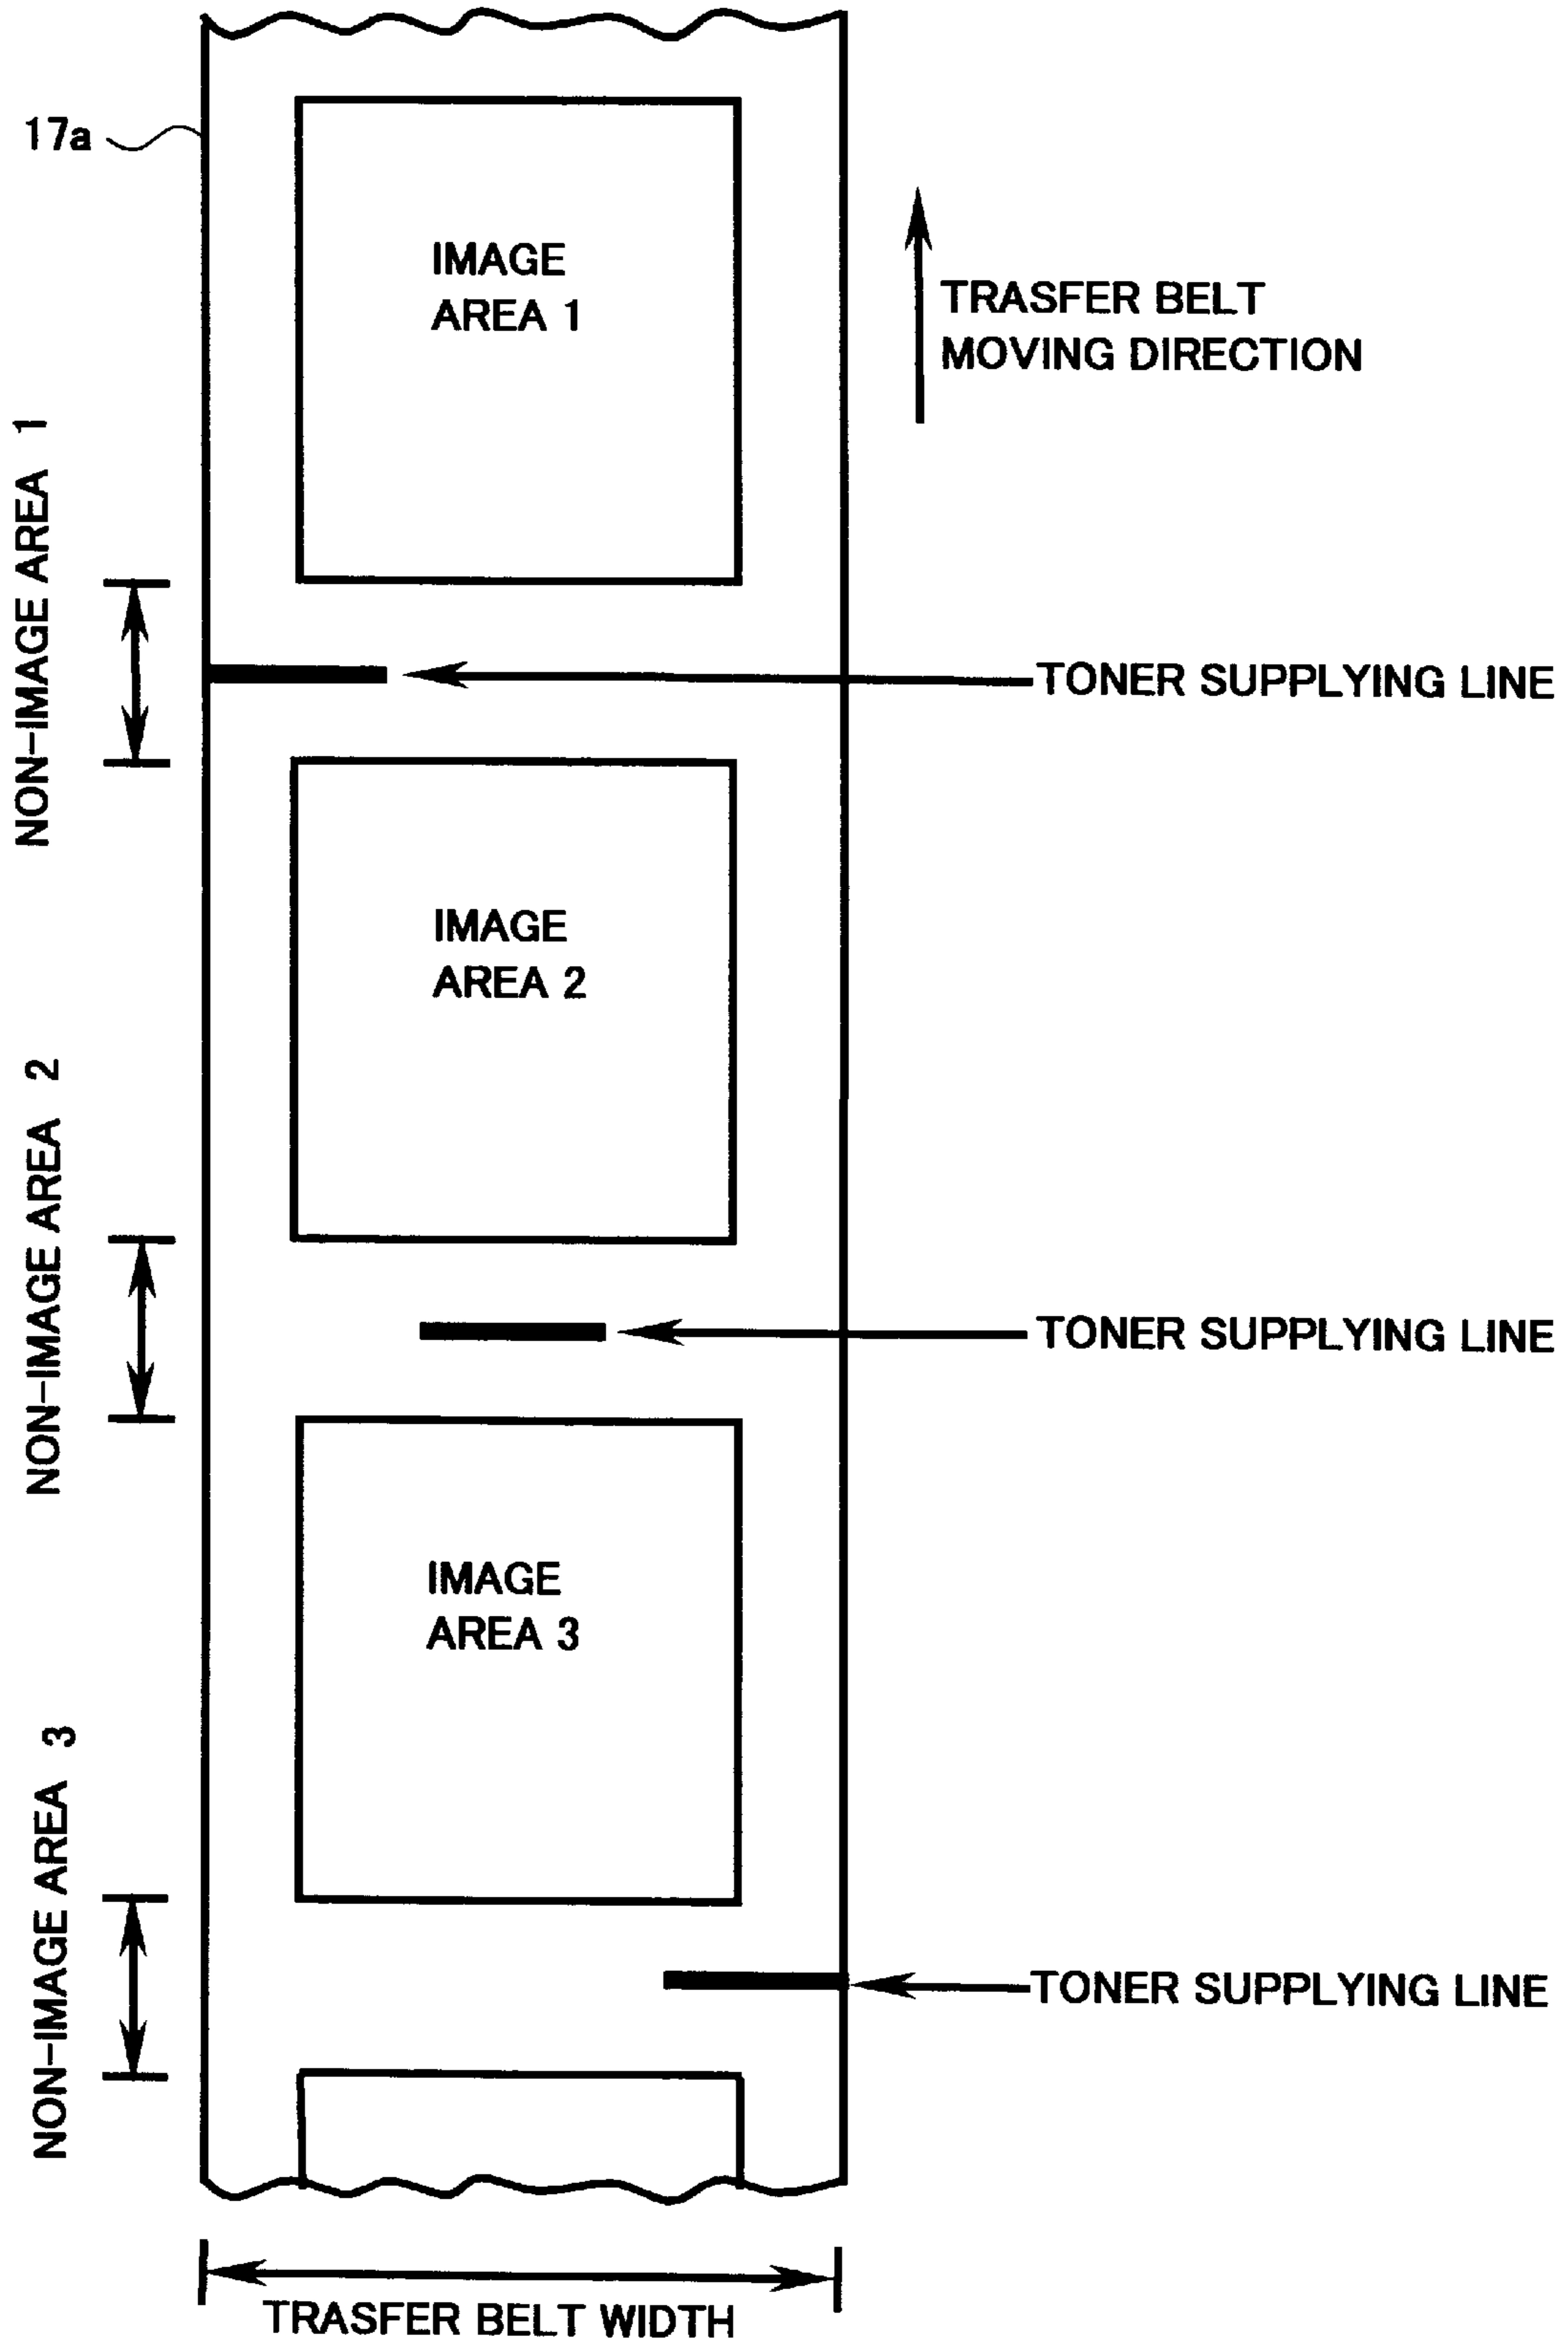 17a
IMAGE
AREA 1
TRASFER BELT
MOVING DIRECTION
NON-IMAGE AREA 1
TONER SUPPLYING LINE
IMAGE
AREA 2
NON-IMAGE AREA 2
TONER SUPPLYING LINE
IMAGE
AREA 3
NON-IMAGE AREA 3
TONER SUPPLYING LINE
TRASFER BELT WIDTH